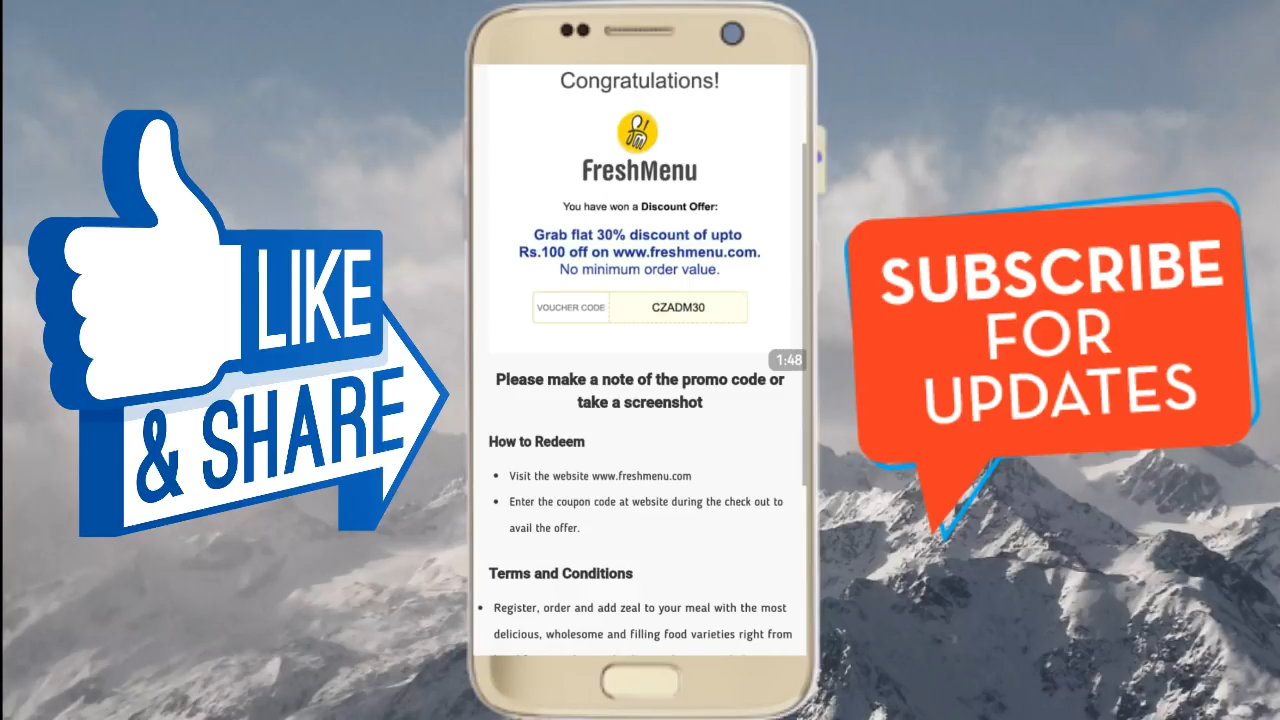 LIKE
& SHARE
Congratulations!
FreshMenu
You have won a Discount Offer:
Grab flat 30% discount of upto
Rs.100 off on www.freshmenu.com.
No minimum order value.
VOUCHER CODE CZADM30
1:48
Please make a note of the promo code or
take a screenshot
How to Redeem
• Visit the website www.freshmenu.com
• Enter the coupon code at website during the check out to
avail the offer.
Terms and Conditions
• Register, order and add zeal to your meal with the most
delicious, wholesome and filling food varieties right from
SUBSCRIBE
FOR
UPDATES